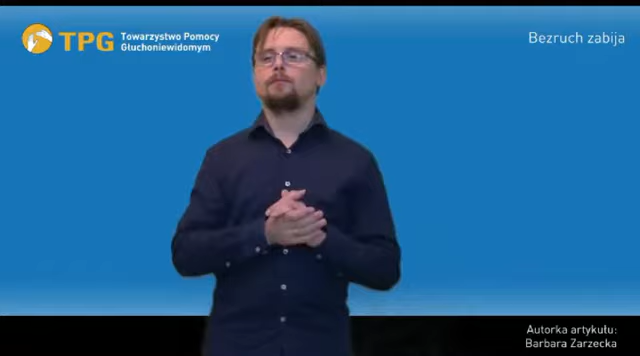 TPG
Towarzystwo Pomocy
Głuchoniewidomym
Bezruch zabija
Autorka artykułu:
Barbara Zarzecka